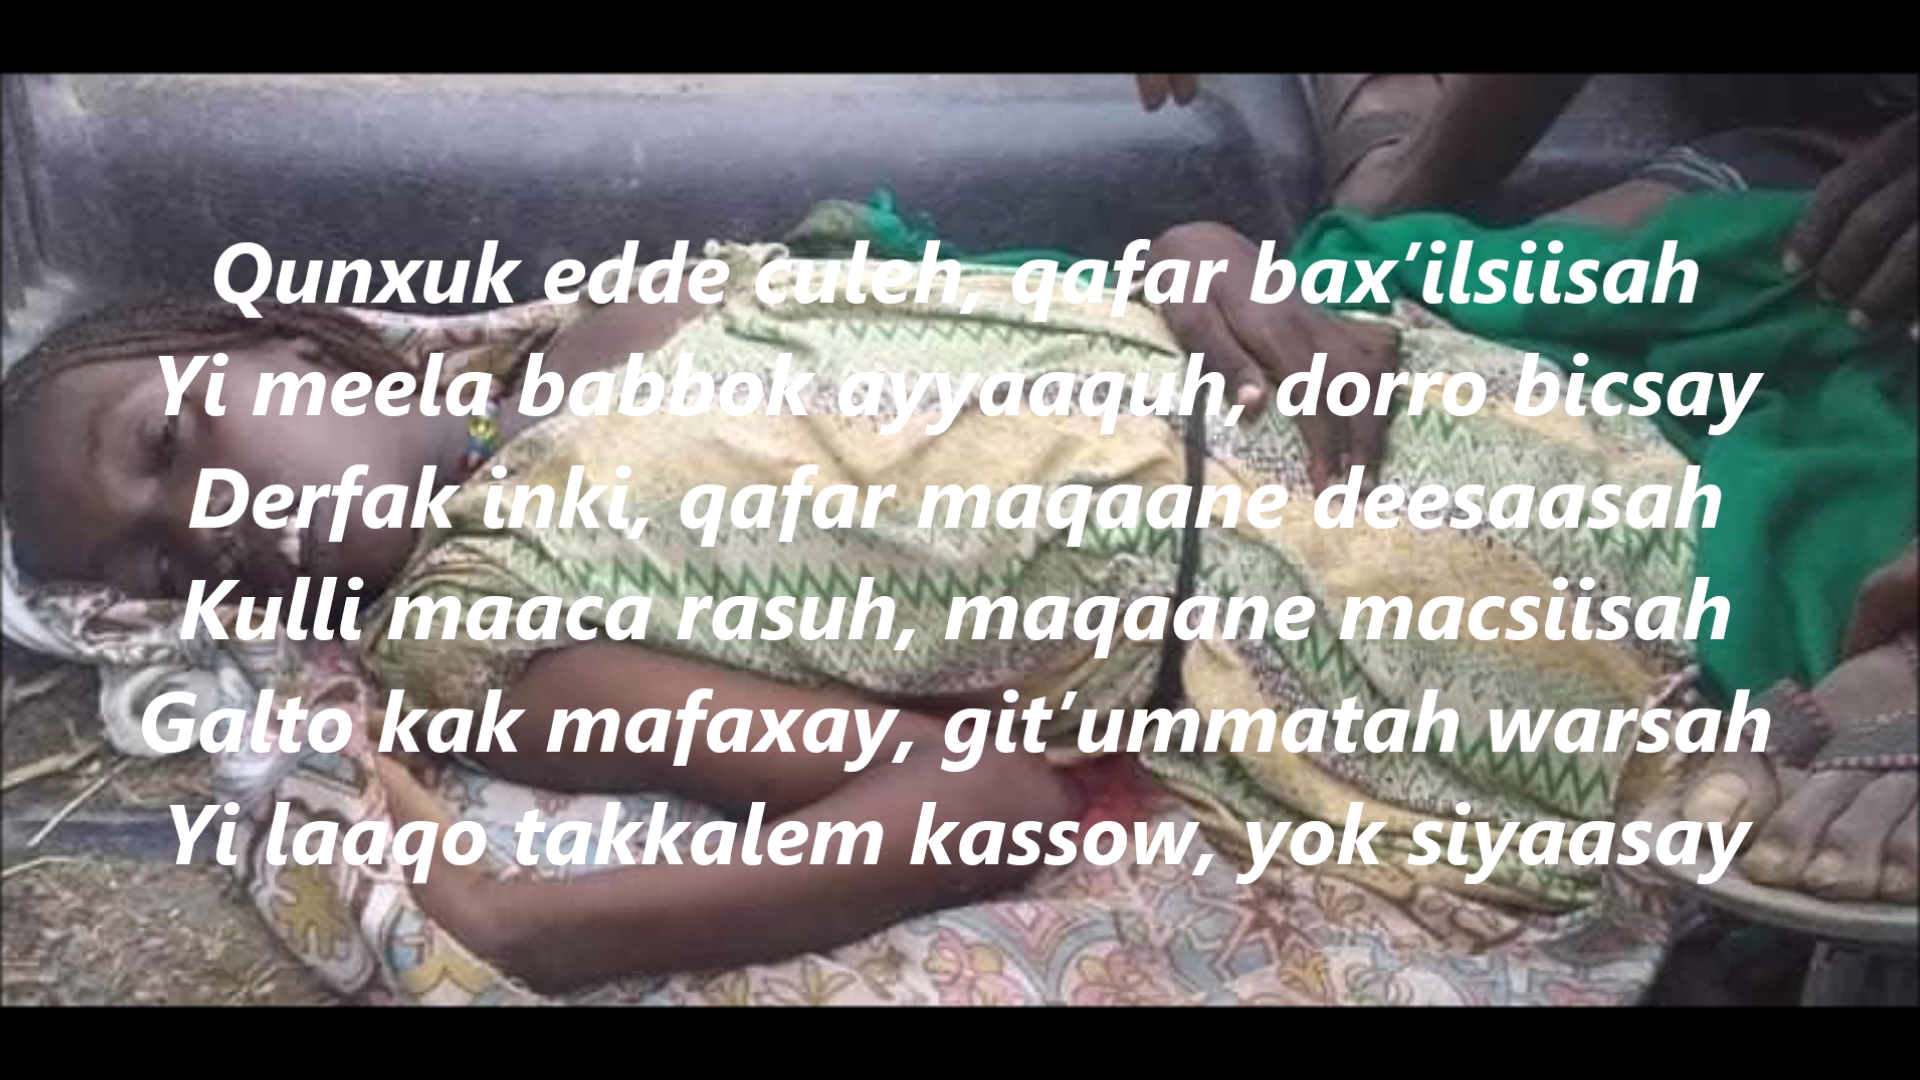 Qunxuk edde culeh, qafar bax’ilsiisah
Yi meela babbok ayyaaquh, dorro bicsay
Derfak inki, qafar maqaane deesaasah
Kulli maaca rasuh, maqaane macsiisah
Galto kak mafaxay, git’ummatah warsah
Yi laaqo takkalem kassow, yok siyaasay